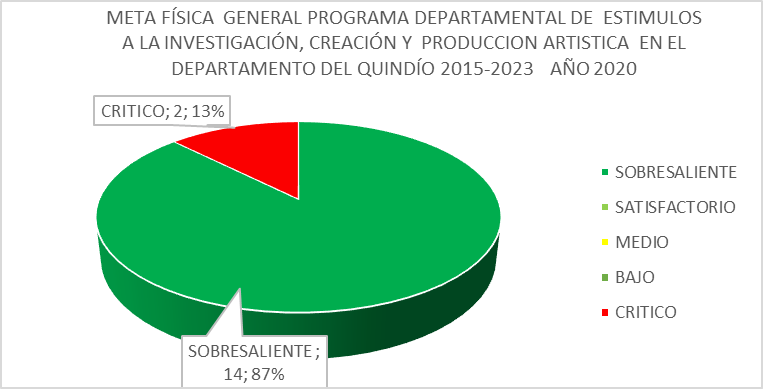 META FÍSICA GENERAL PROGRAMA DEPARTAMENTAL DE ESTIMULOS
A LA INVESTIGACIÓN, CREACIÓN Y PRODUCCION ARTISTICA EN EL
DEPARTAMENTO DEL QUINDÍO 2015-2023 AÑO 2020
CRITICO; 2; 13%
SOBRESALIENTE
SATISFACTORIO
MEDIO
BAJO
CRITICO
SOBRESALIENTE ;
14; 87%